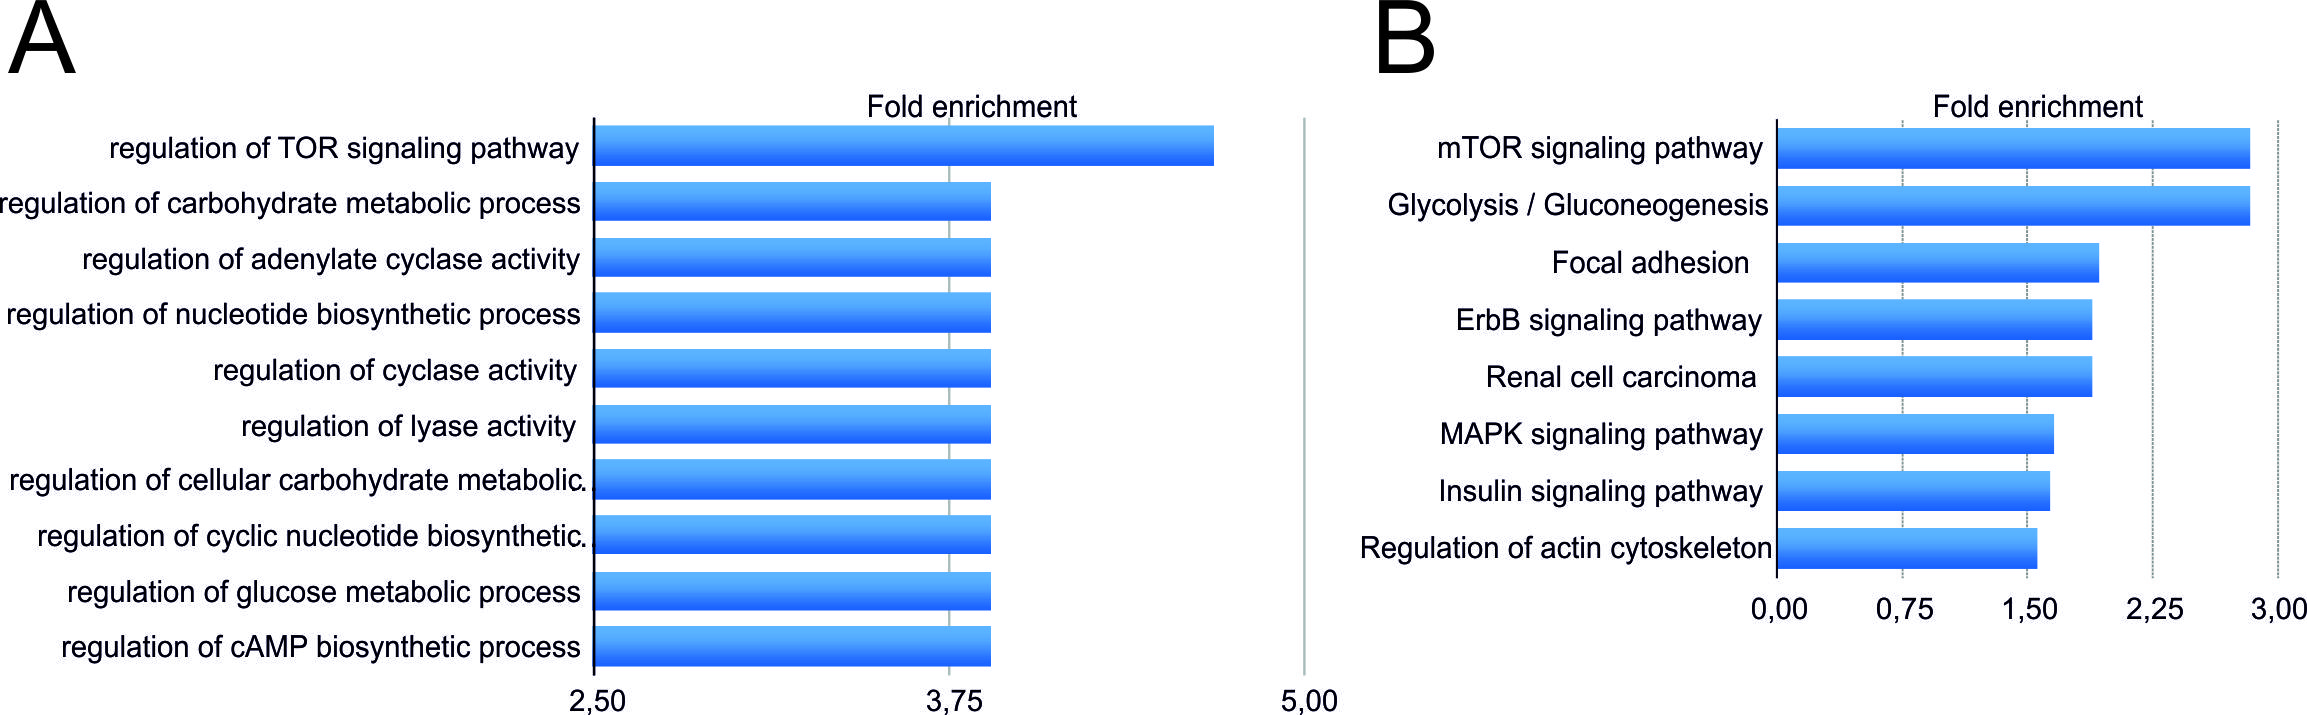 A
Fold enrichment
regulation of TOR signaling pathway
regulation of carbohydrate metabolic process
regulation of adenylate cyclase activity
regulation of nucleotide biosynthetic process
regulation of cyclase activity
regulation of lyase activity
regulation of cellular carbohydrate metabolic..
regulation of cyclic nucleotide biosynthetic..
regulation of glucose metabolic process
regulation of cAMP biosynthetic process
2,50 3,75 5,00
B
Fold enrichment
mTOR signaling pathway
Glycolysis / Gluconeogenesis
Focal adhesion
ErbB signaling pathway
Renal cell carcinoma
MAPK signaling pathway
Insulin signaling pathway
Regulation of actin cytoskeleton
0,00 0,75 1,50 2,25 3,00